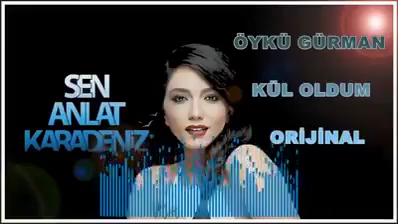 SEN
ANLAT
KARADENİZ
ÖYKÜ GÜRMAN
KÜL OLDUM
ORİJİNAL